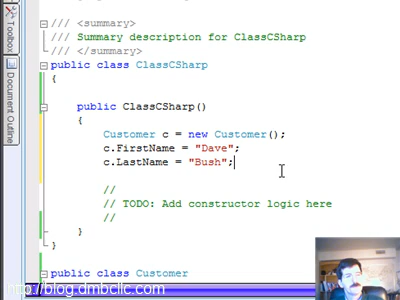 /// <summary>
/// Summary description for ClassCSharp
/// </summary>
public class ClassCSharp
{
public ClassCSharp()
{
Customer c = new Customer();
c.FirstName = "Dave";
c.LastName = "Bush";
//
// TODO: Add constructor logic here
//
}
}
public class Customer
Toolbox
Document Outline
http://blog.dmbcllc.com